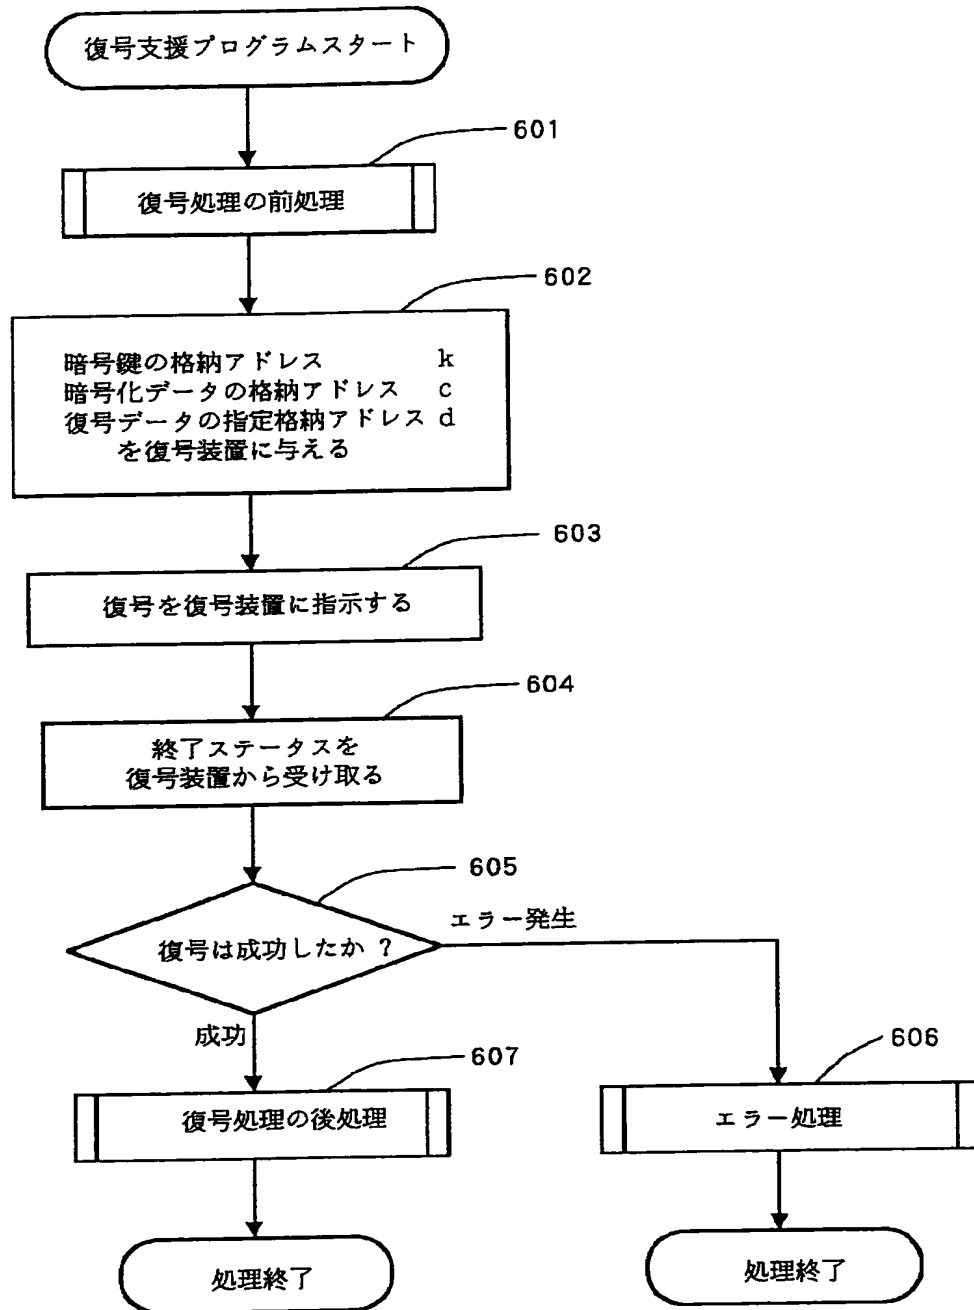 復号支援プログラムスタート
601
復号処理の前処理
602
暗号鍵の格納アドレス k
暗号化データの格納アドレス c
復号データの指定格納アドレス d
を復号装置に与える
603
復号を復号装置に指示する
604
終了ステータスを
復号装置から受け取る
605
復号は成功したか ?
エラー発生
成功
607
復号処理の後処理
606
エラー処理
処理終了
処理終了